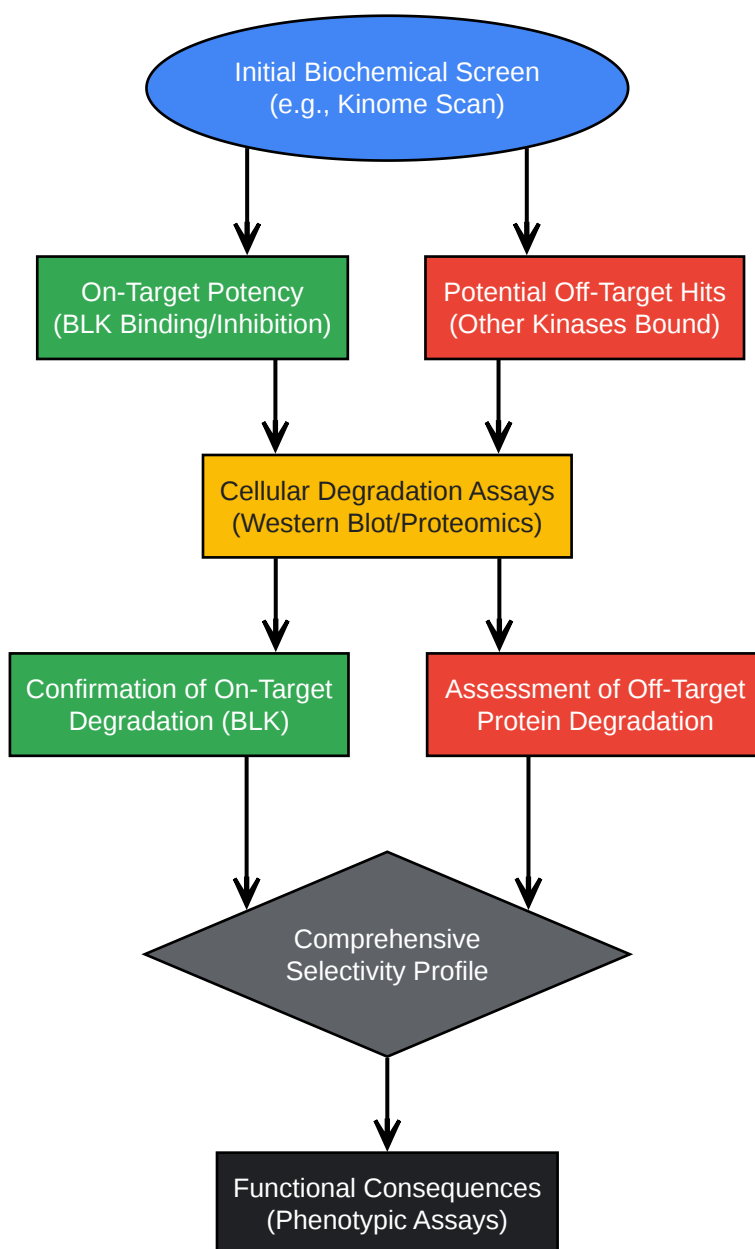 Initial Biochemical Screen
(e.g., Kinome Scan)
On-Target Potency
(BLK Binding/Inhibition)
Potential Off-Target Hits
(Other Kinases Bound)
Cellular Degradation Assays
(Western Blot/Proteomics)
Confirmation of On-Target
Degradation (BLK)
Assessment of Off-Target
Protein Degradation
Comprehensive
Selectivity Profile
Functional Consequences
(Phenotypic Assays)